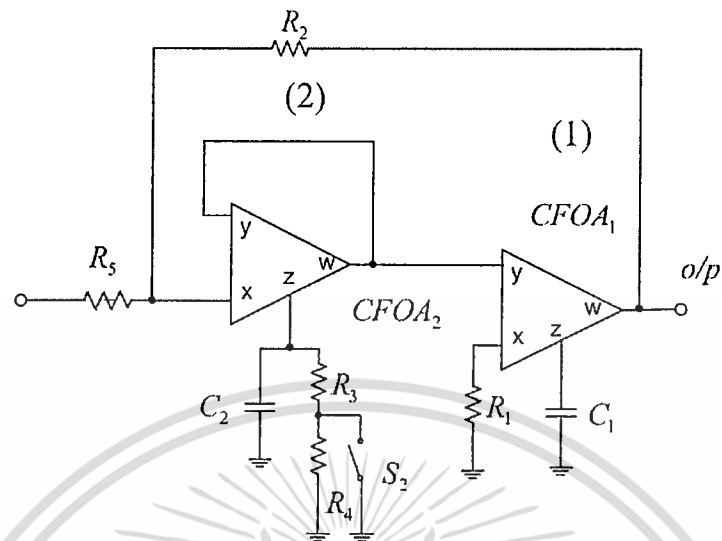 R₂
(2)
(1)
y
w
CFOA₁
R₅
x
z
y
w
o/p
CFOA₂
x
z
R₃
C₂
R₁
C₁
S₂
R₄